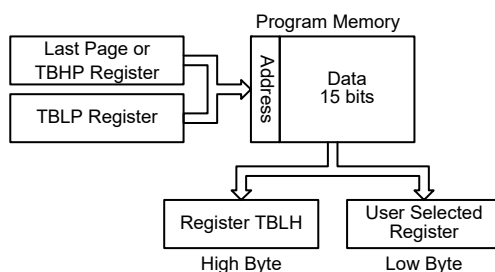 Program Memory
Last Page or
TBHP Register
TBLP Register
Address
Data
15 bits
Register TBLH
User Selected
Register
High Byte
Low Byte